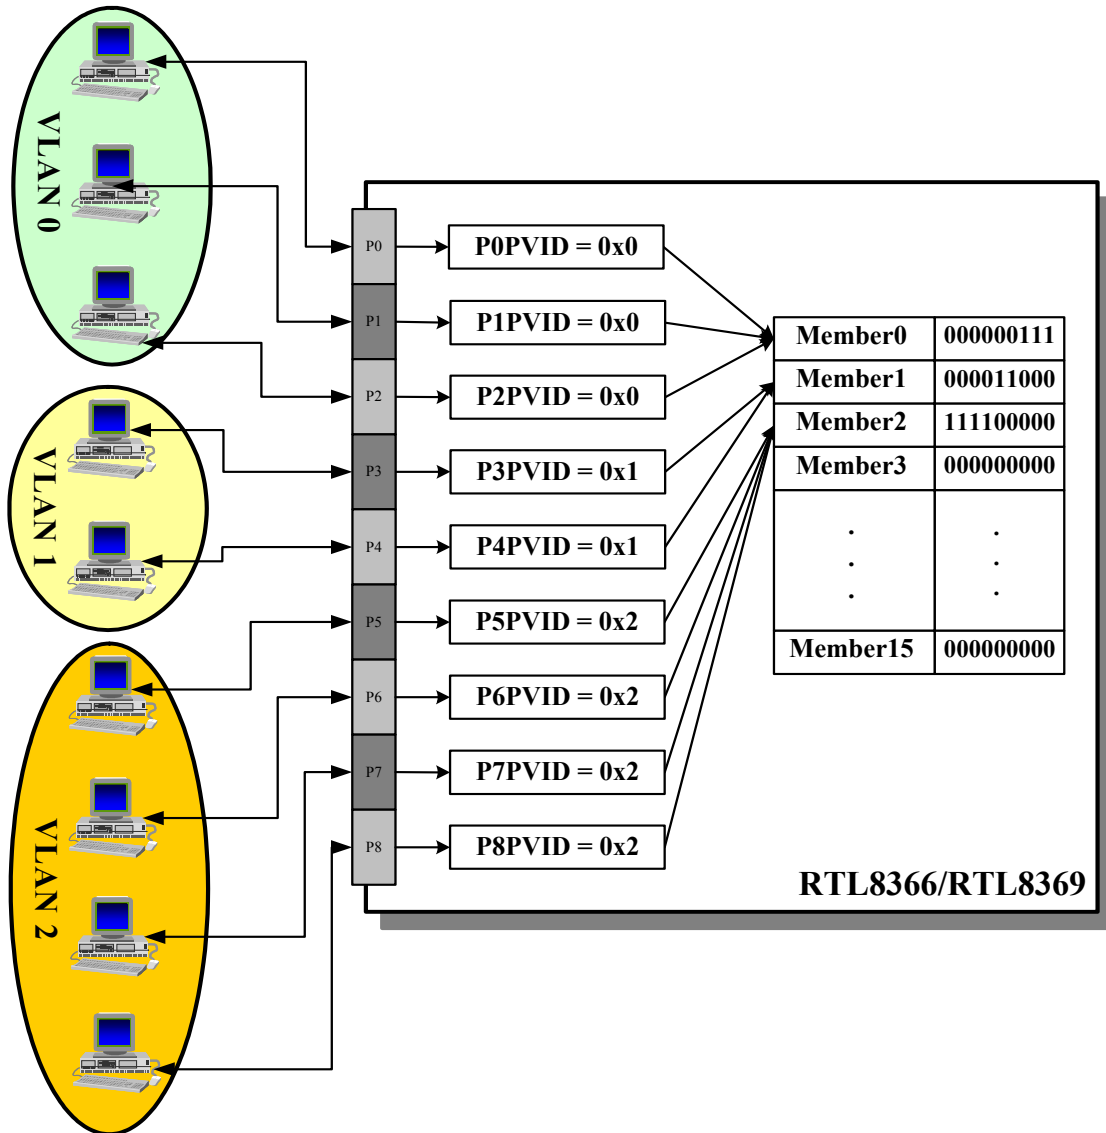 VLAN 0
VLAN 1
VLAN 2
P0
P1
P2
P3
P4
P5
P6
P7
P8
P0PVID = 0x0
P1PVID = 0x0
P2PVID = 0x0
P3PVID = 0x1
P4PVID = 0x1
P5PVID = 0x2
P6PVID = 0x2
P7PVID = 0x2
P8PVID = 0x2
Member0 000000111
Member1 000011000
Member2 111100000
Member3 000000000
. .
. .
. .
Member15 000000000
RTL8366/RTL8369